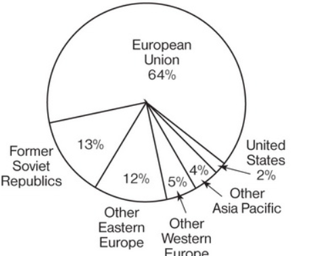 European
Union
64%
13%
Former
Soviet
Republics
12%
Other
Eastern
Europe
5%
Other
Western
Europe
4%
Other
Asia Pacific
United
States
2%